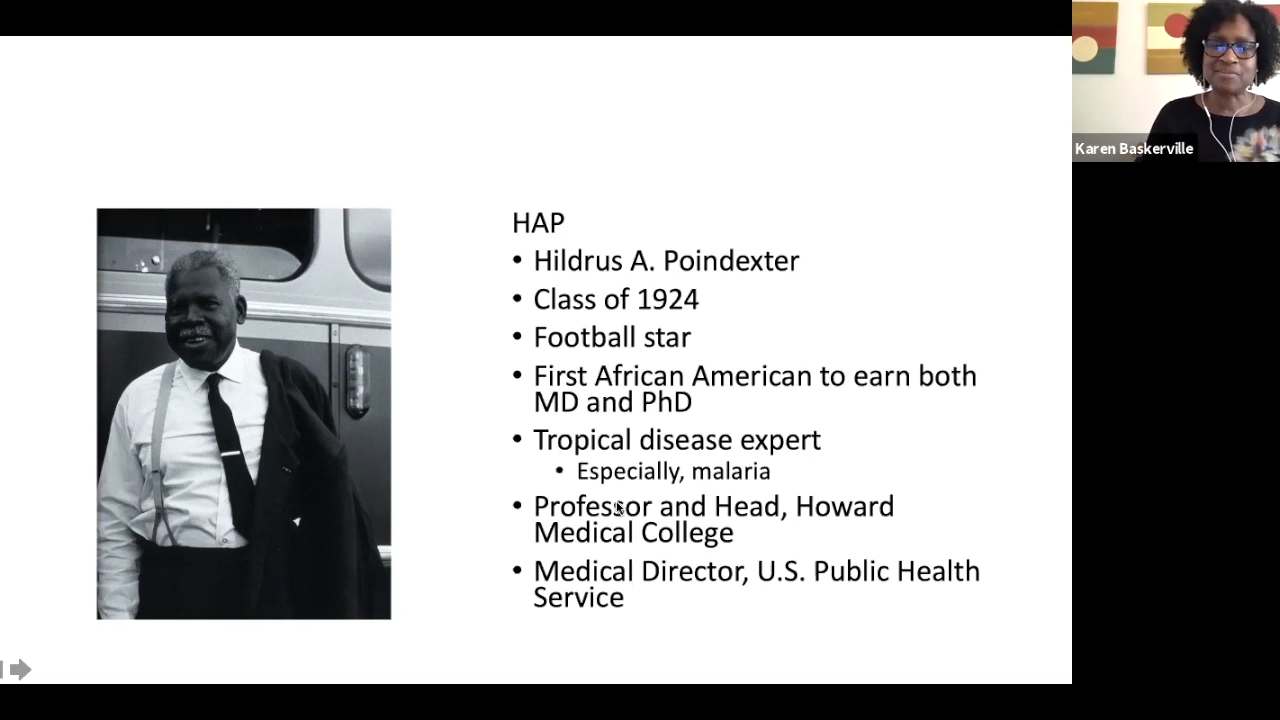 Karen Baskerville
HAP
• Hildrus A. Poindexter
• Class of 1924
• Football star
• First African American to earn both
MD and PhD
• Tropical disease expert
• Especially, malaria
• Professor and Head, Howard
Medical College
• Medical Director, U.S. Public Health
Service